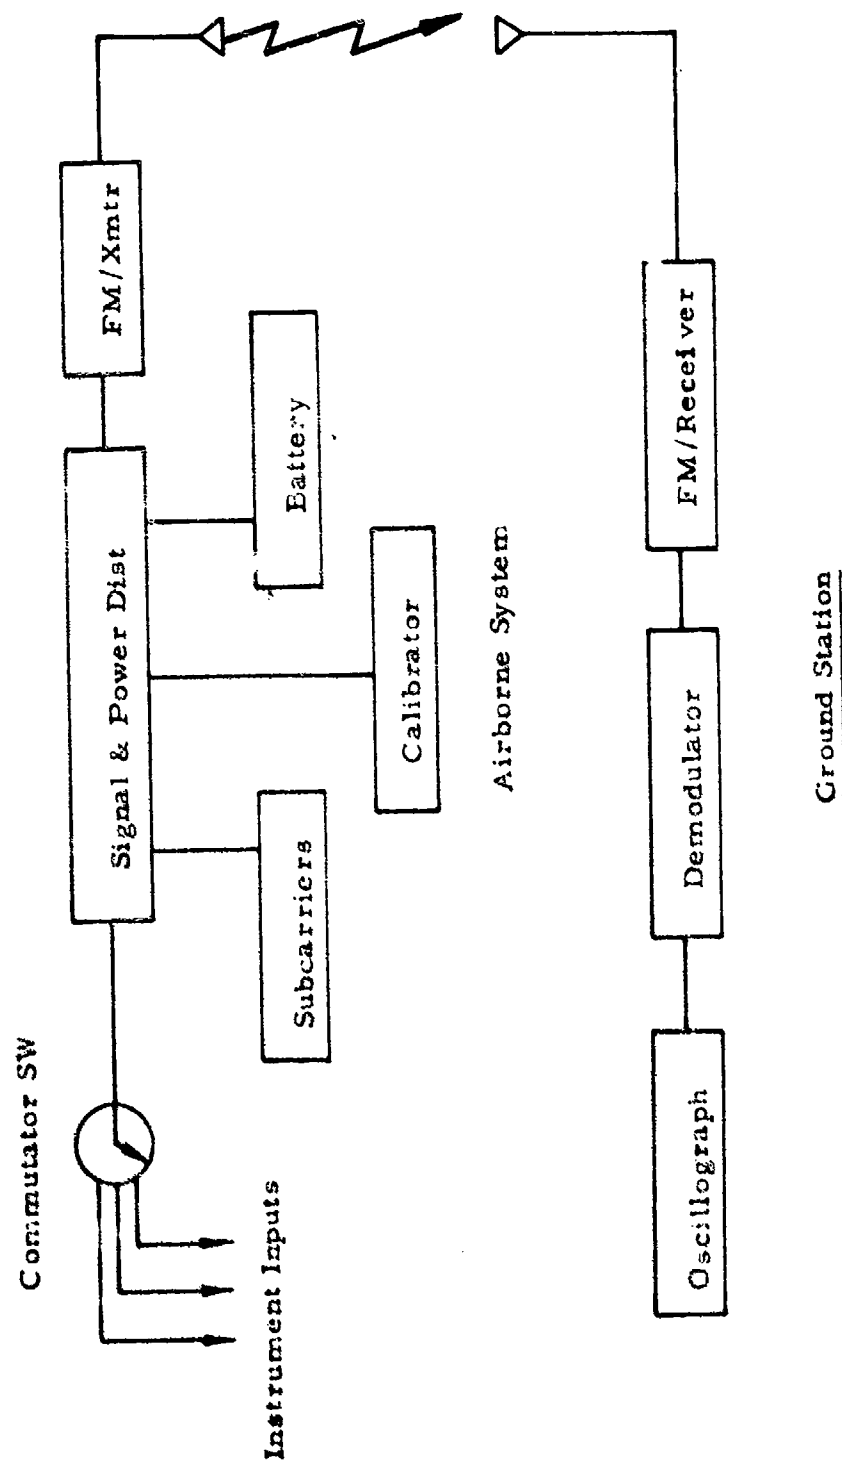 Commutator SW
Instrument Inputs
Signal & Power Dist
FM/Xmtr
Subcarriers
Calibrator
Battery
Airborne System
Oscillograph
Demodulator
FM/Receiver
Ground Station